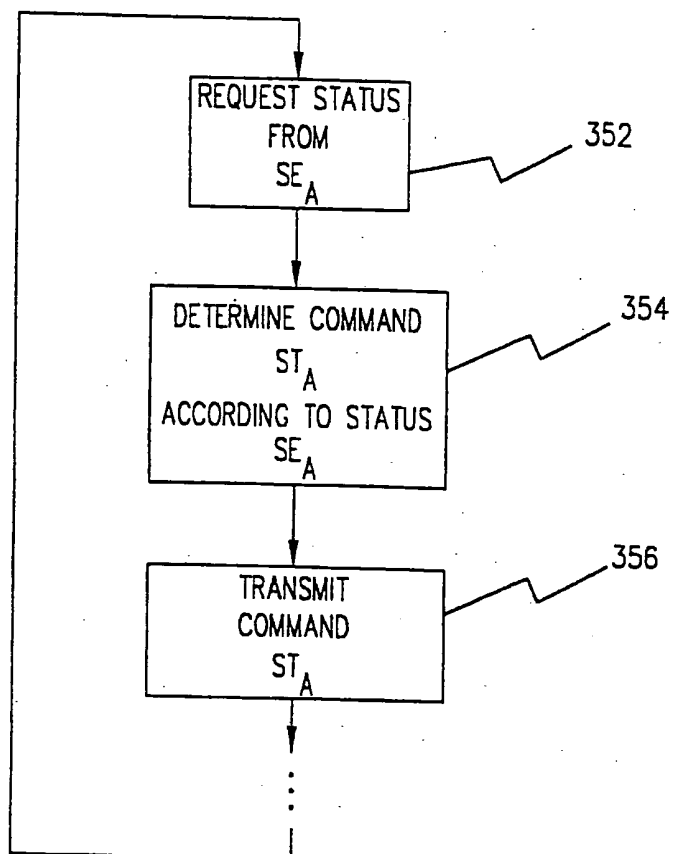 REQUEST STATUS
FROM
SE
A
352
DETERMINE COMMAND
ST
A
ACCORDING TO STATUS
SE
A
354
TRANSMIT
COMMAND
ST
A
356